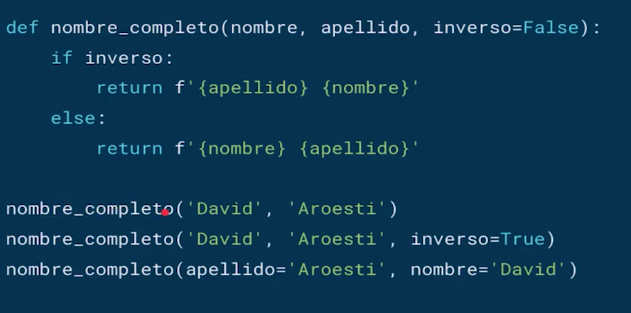 def nombre_completo(nombre, apellido, inverso=False):
    if inverso:
        return f'{apellido} {nombre}'
    else:
        return f'{nombre} {apellido}'
nombre_completo('David', 'Aroesti')
nombre_completo('David', 'Aroesti', inverso=True)
nombre_completo(apellido='Aroesti', nombre='David')